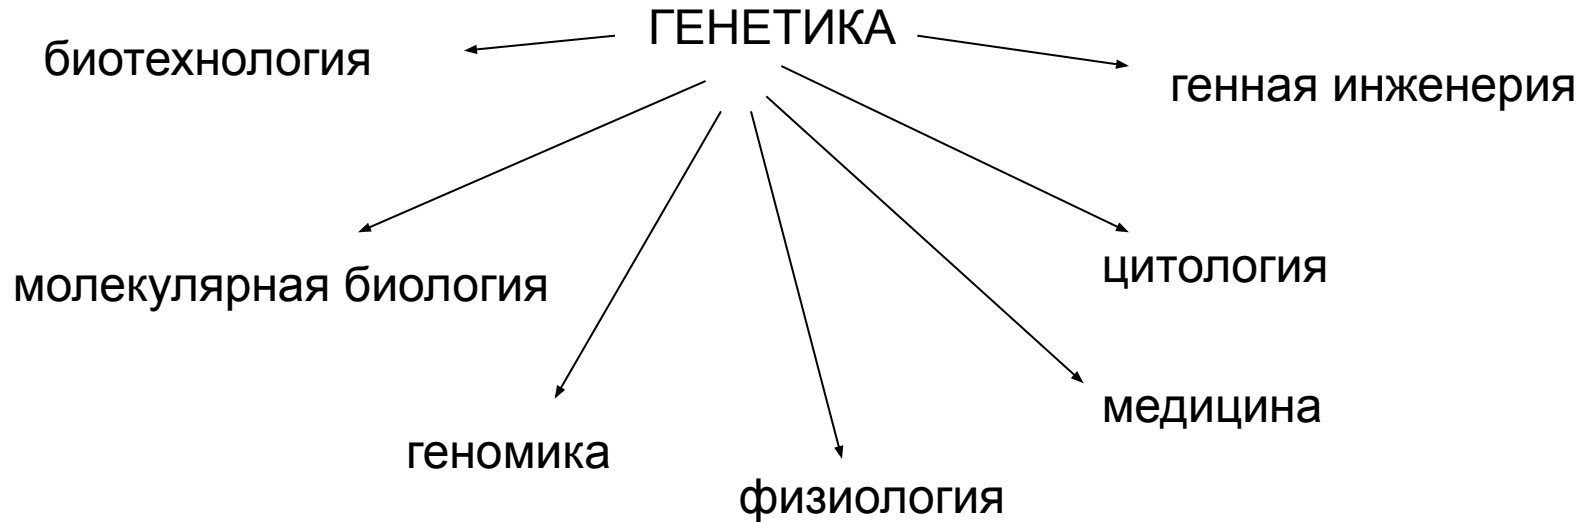 ГЕНЕТИКА
биотехнология
генная инженерия
молекулярная биология
цитология
геномика
медицина
физиология